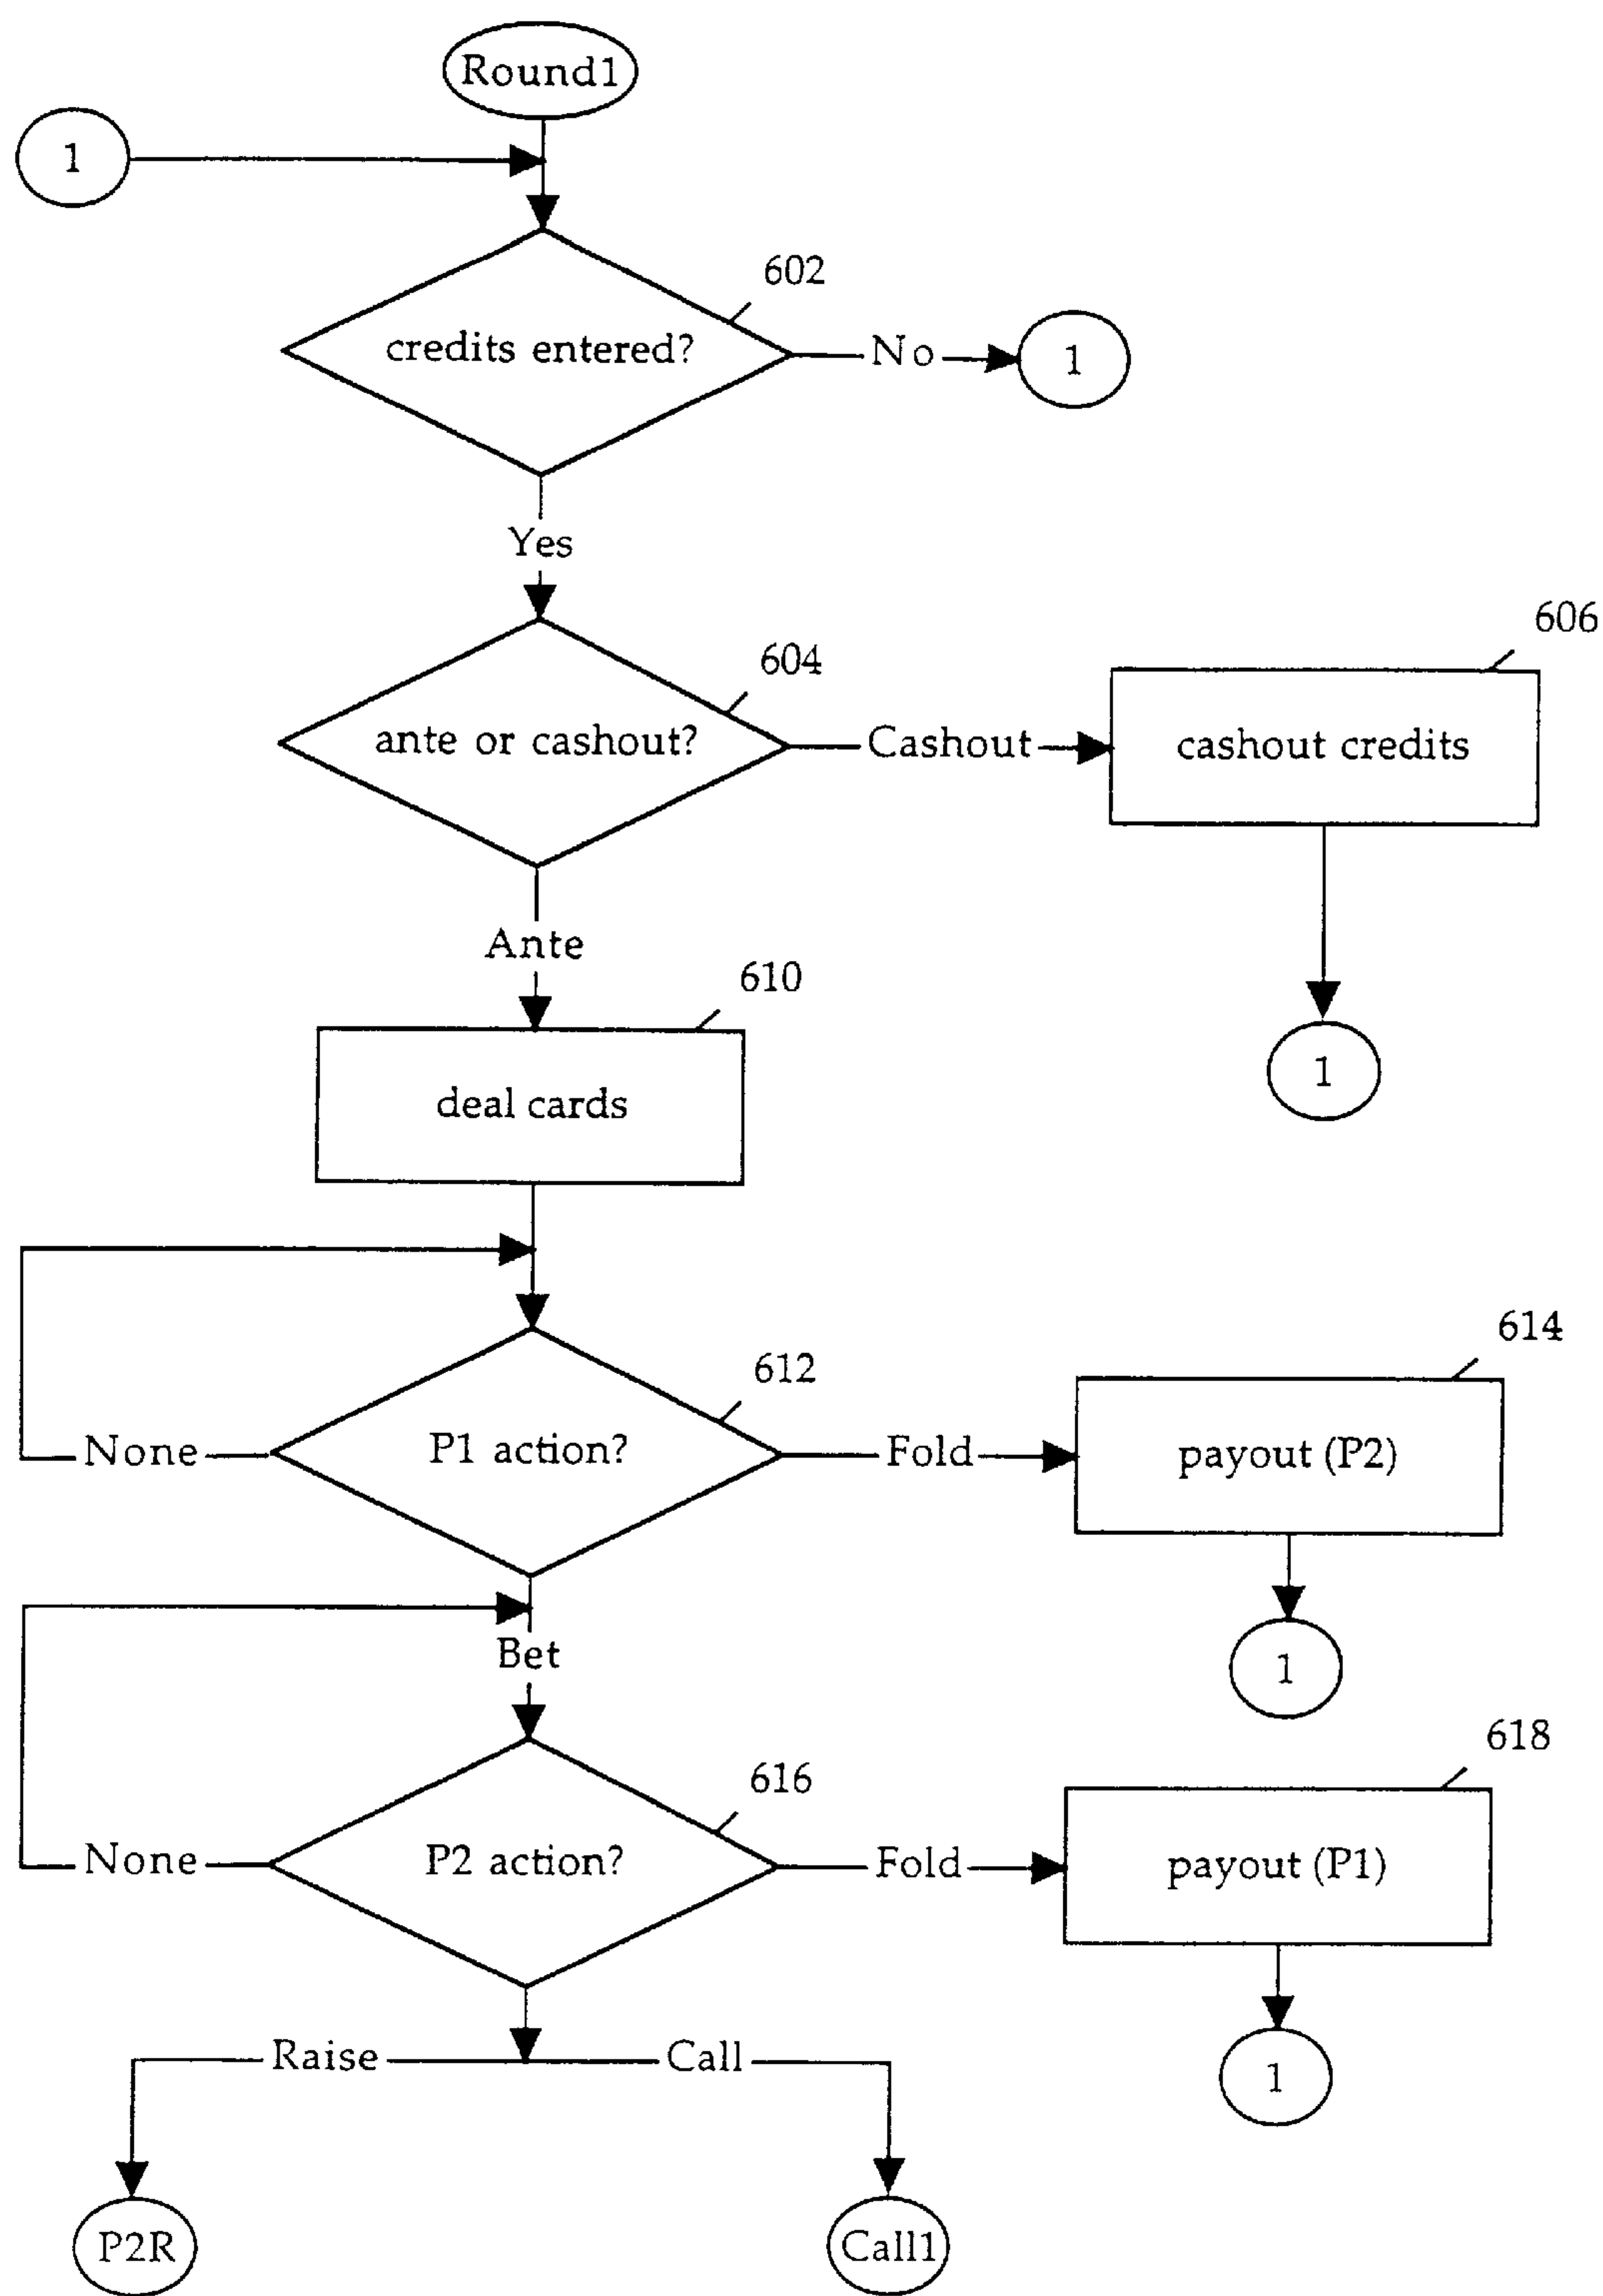 Round1
1
602
credits entered?
No
1
Yes
606
604
ante or cashout?
Cashout
cashout credits
Ante
610
1
deal cards
614
612
None
P1 action?
Fold
payout (P2)
Bet
1
618
616
None
P2 action?
Fold
payout (P1)
Raise
Call
1
P2R
Call1